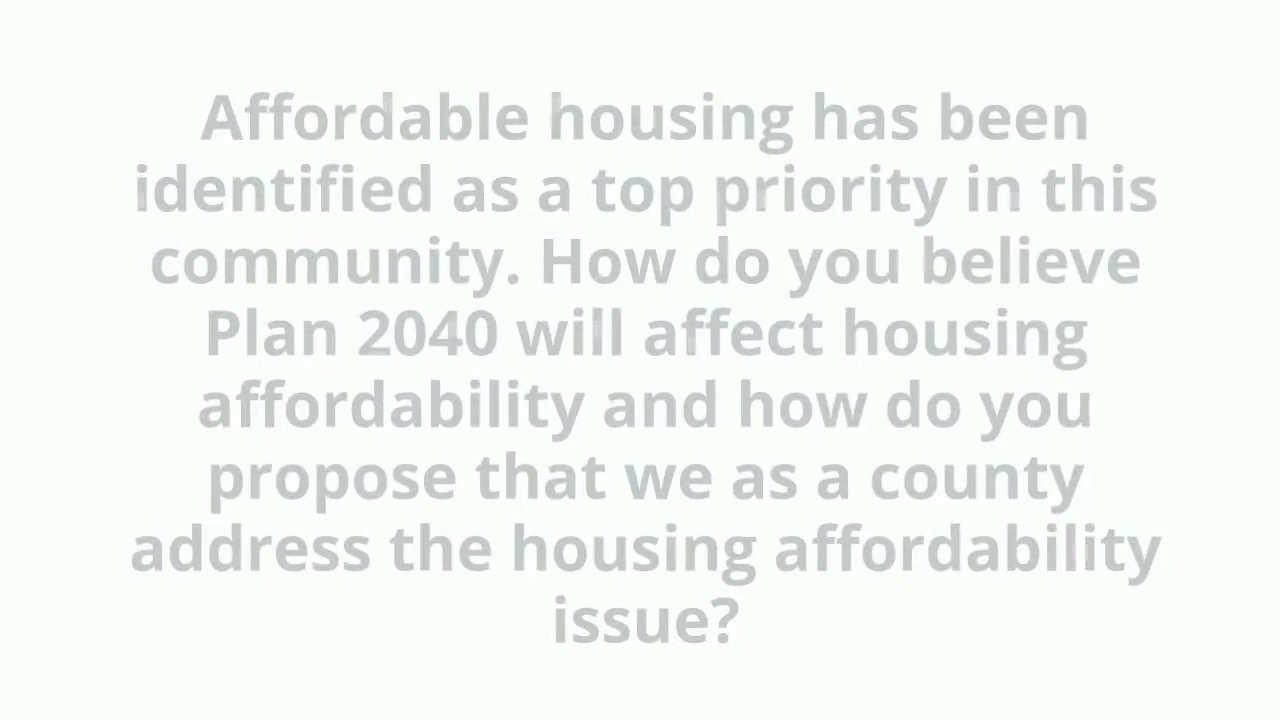 Affordable housing has been
identified as a top priority in this
community. How do you believe
Plan 2040 will affect housing
affordability and how do you
propose that we as a county
address the housing affordability
issue?